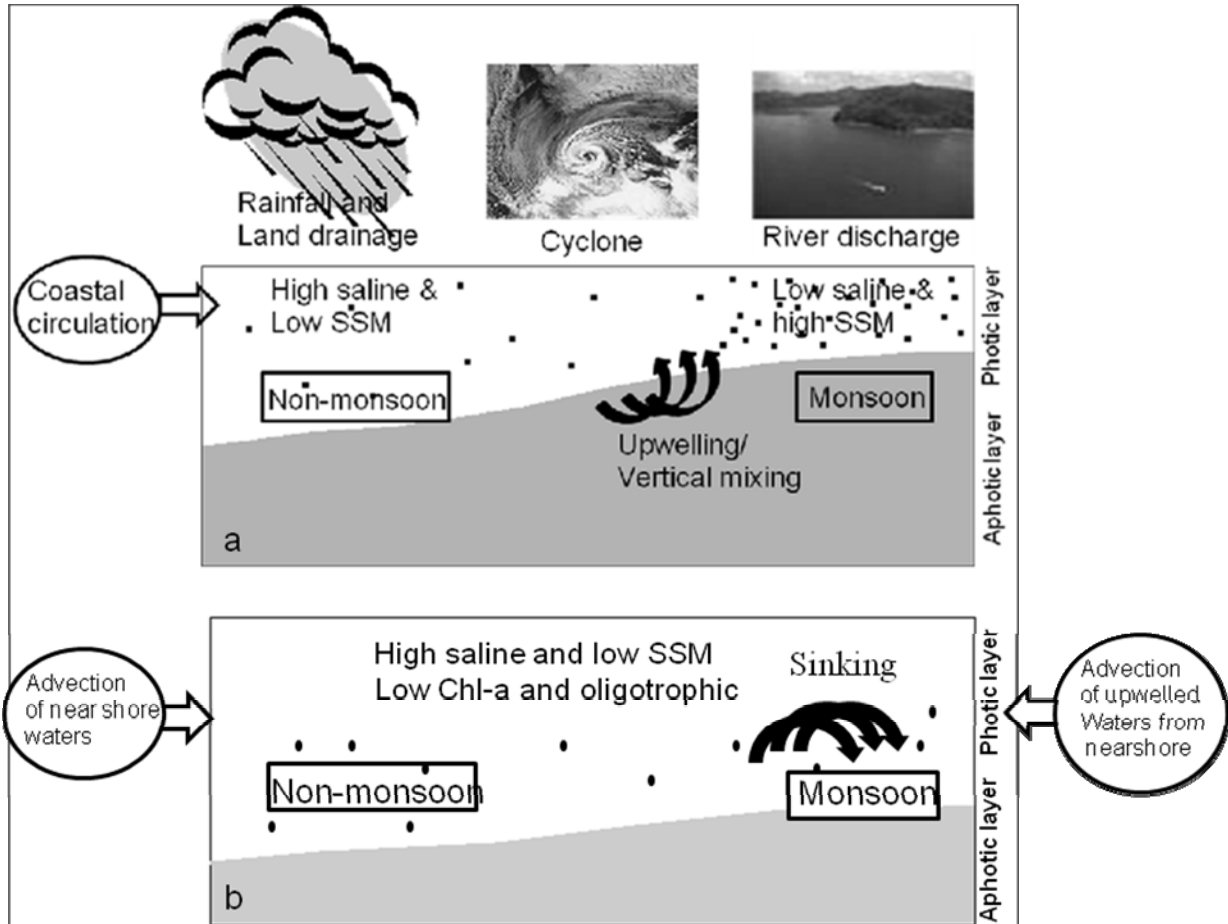 Rainfall and
Land drainage
Cyclone
River discharge
Coastal
circulation
High saline &
Low SSM
Low saline &
high SSM
Photic layer
Non-monsoon
Monsoon
Upwelling/
Vertical mixing
Aphotic layer
a
Advection
of near shore
waters
High saline and low SSM
Low Chl-a and oligotrophic
Sinking
Photic layer
Advection
of upwelled
Waters from
nearshore
Non-monsoon
Monsoon
Aphotic layer
b